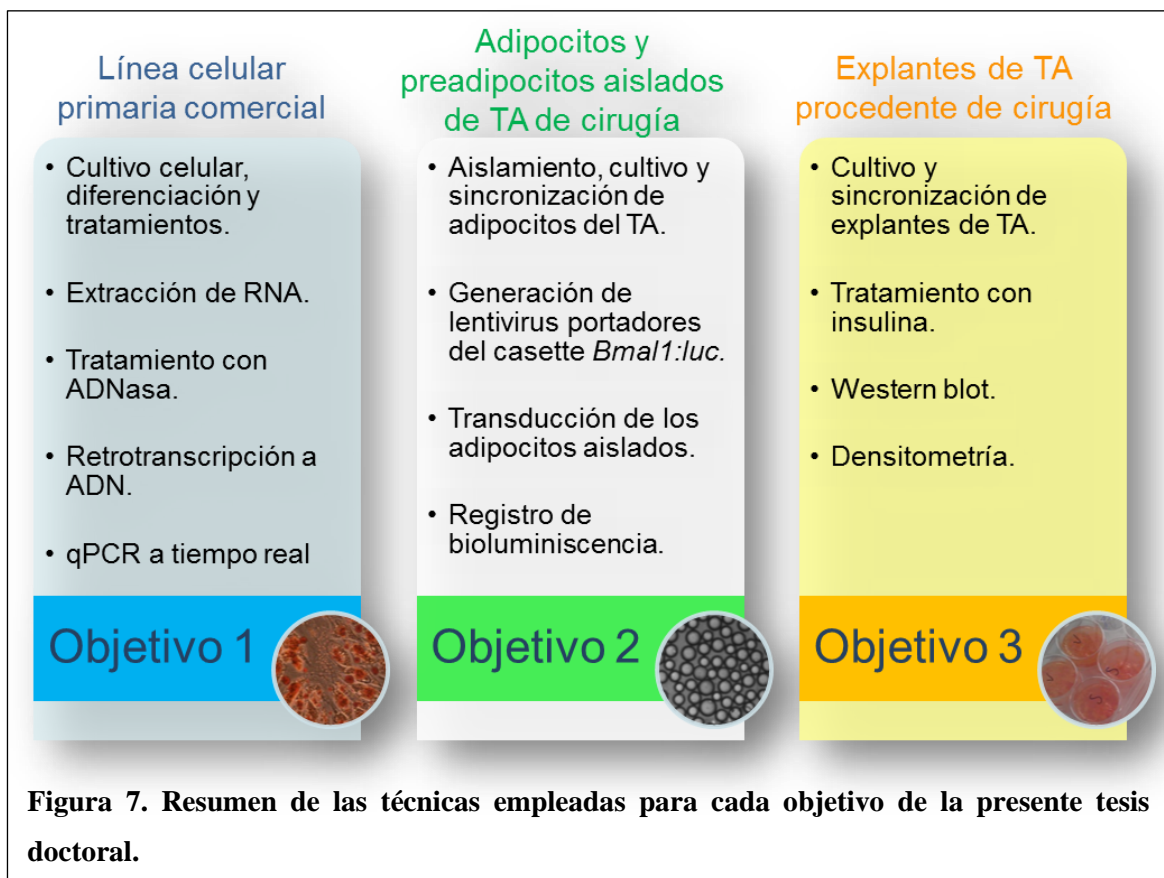 Línea celular
primaria comercial
• Cultivo celular,
diferenciación y
tratamientos.
• Extracción de RNA.
• Tratamiento con
ADNasa.
• Retrotranscripción a
ADN.
• qPCR a tiempo real
Objetivo 1
Adipocitos y
preadipocitos aislados
de TA de cirugía
• Aislamiento, cultivo y
sincronización de
adipocitos del TA.
• Generación de
lentivirus portadores
del casette Bmal1:luc.
• Transducción de los
adipocitos aislados.
• Registro de
bioluminiscencia.
Objetivo 2
Explantes de TA
procedente de cirugía
• Cultivo y
sincronización de
explantes de TA.
• Tratamiento con
insulina.
• Western blot.
• Densitometría.
Objetivo 3
Figura 7. Resumen de las técnicas empleadas para cada objetivo de la presente tesis
doctoral.